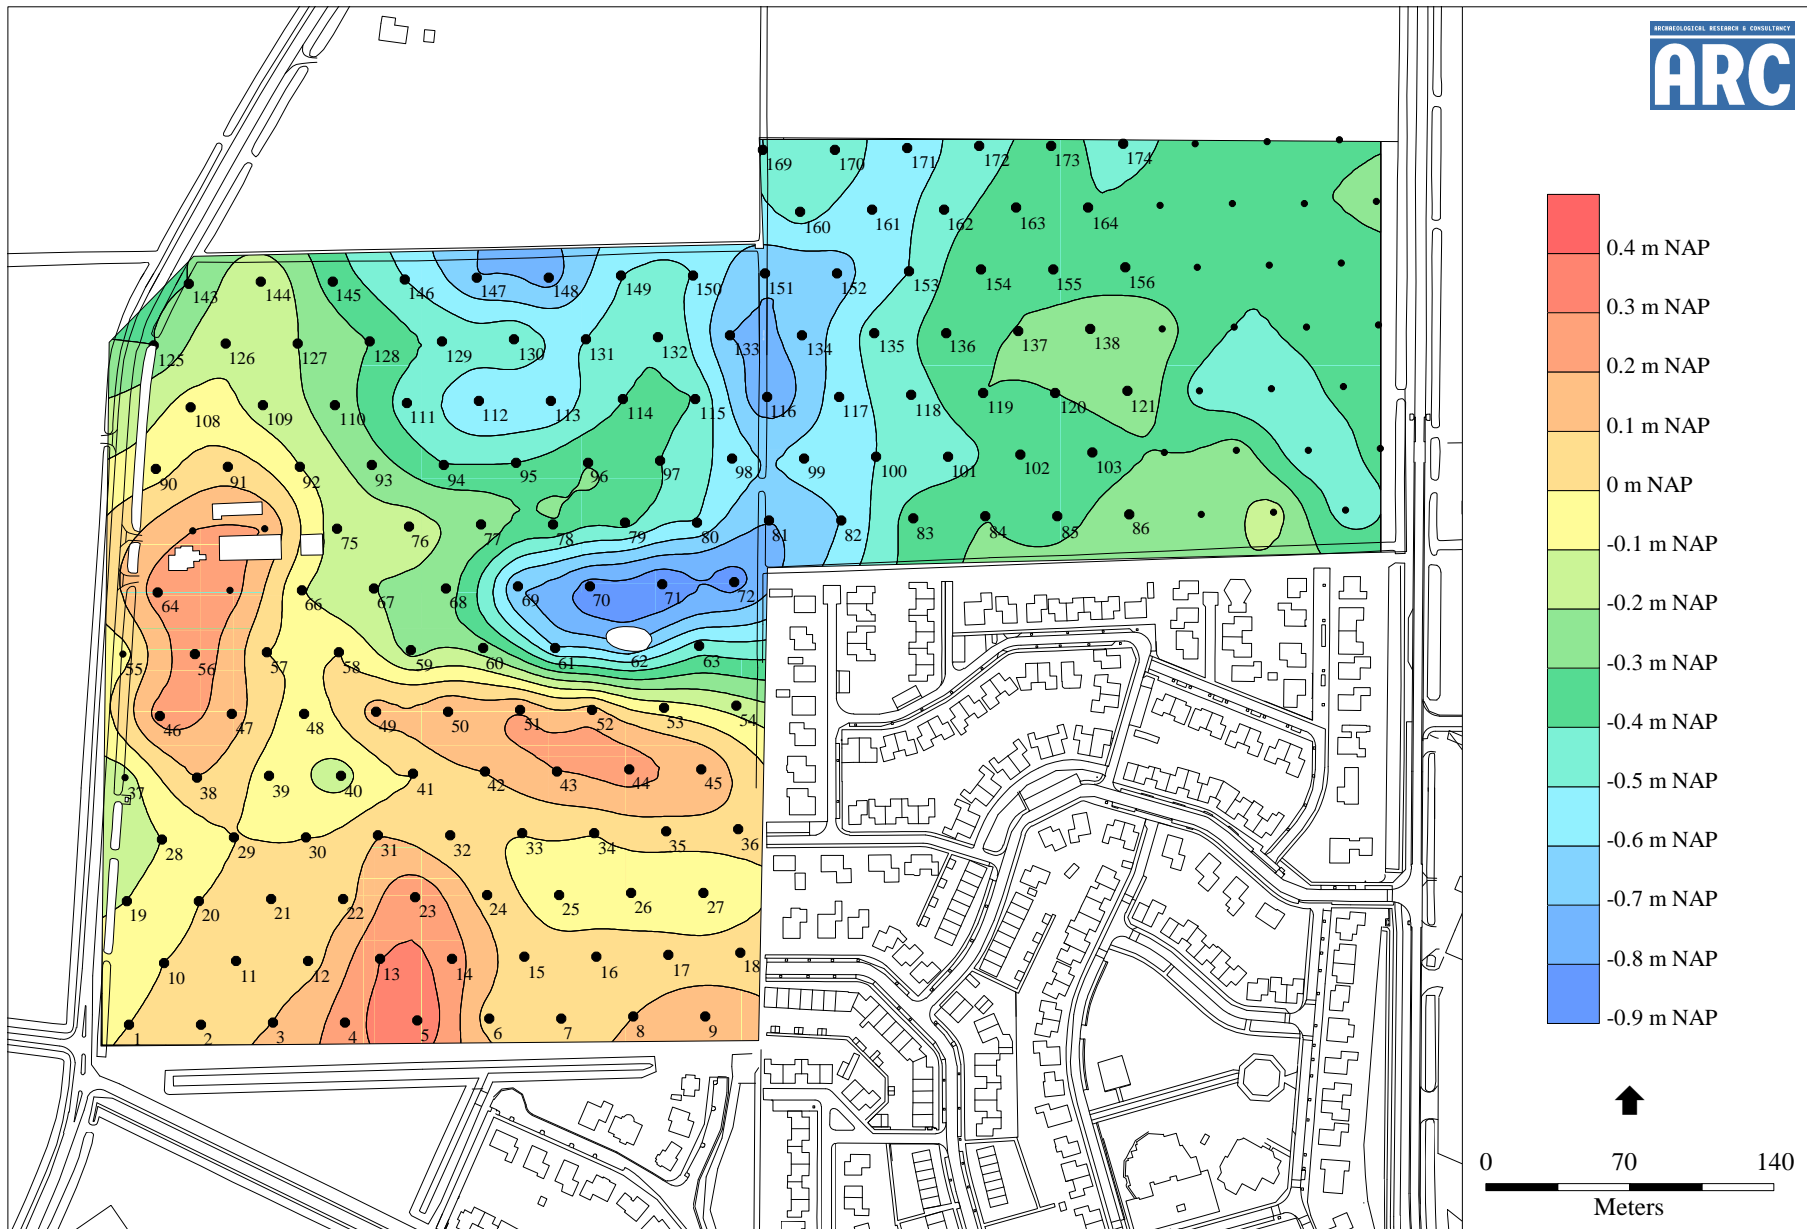 ARCHAEOLOGICAL RESEARCH & CONSULTANCY
ARC
169 170 171 172 173 174
160 161 162 163 164
143 144 145 146 147 148 149 150 151 152 153 154 155 156
125 126 127 128 129 130 131 132 133 134 135 136 137 138
108 109 110 111 112 113 114 115 116 117 118 119 120 121
90 91 92 93 94 95 96 97 98 99 100 101 102 103
75 76 77 78 79 80 81 82 83 84 85 86
64 66 67 68 69 70 71 72
55 56 57 58 59 60 61 62 63
46 47 48 49 50 51 52 53 54
37 38 39 40 41 42 43 44 45
28 29 30 31 32 33 34 35 36
19 20 21 22 23 24 25 26 27
10 11 12 13 14 15 16 17 18
1 2 3 4 5 6 7 8 9
0.4 m NAP
0.3 m NAP
0.2 m NAP
0.1 m NAP
0 m NAP
-0.1 m NAP
-0.2 m NAP
-0.3 m NAP
-0.4 m NAP
-0.5 m NAP
-0.6 m NAP
-0.7 m NAP
-0.8 m NAP
-0.9 m NAP
0 70 140
Meters